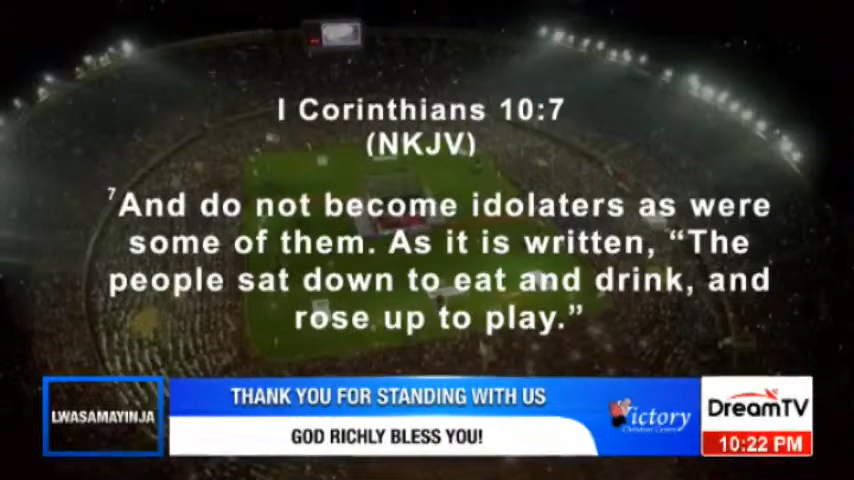 I Corinthians 10:7
(NKJV)
7And do not become idolaters as were
some of them. As it is written, “The
people sat down to eat and drink, and
rose up to play.”
LWASAMAYINJA
THANK YOU FOR STANDING WITH US
GOD RICHLY BLESS YOU!
Victory
Christian Centre
DreamTV
10:22 PM